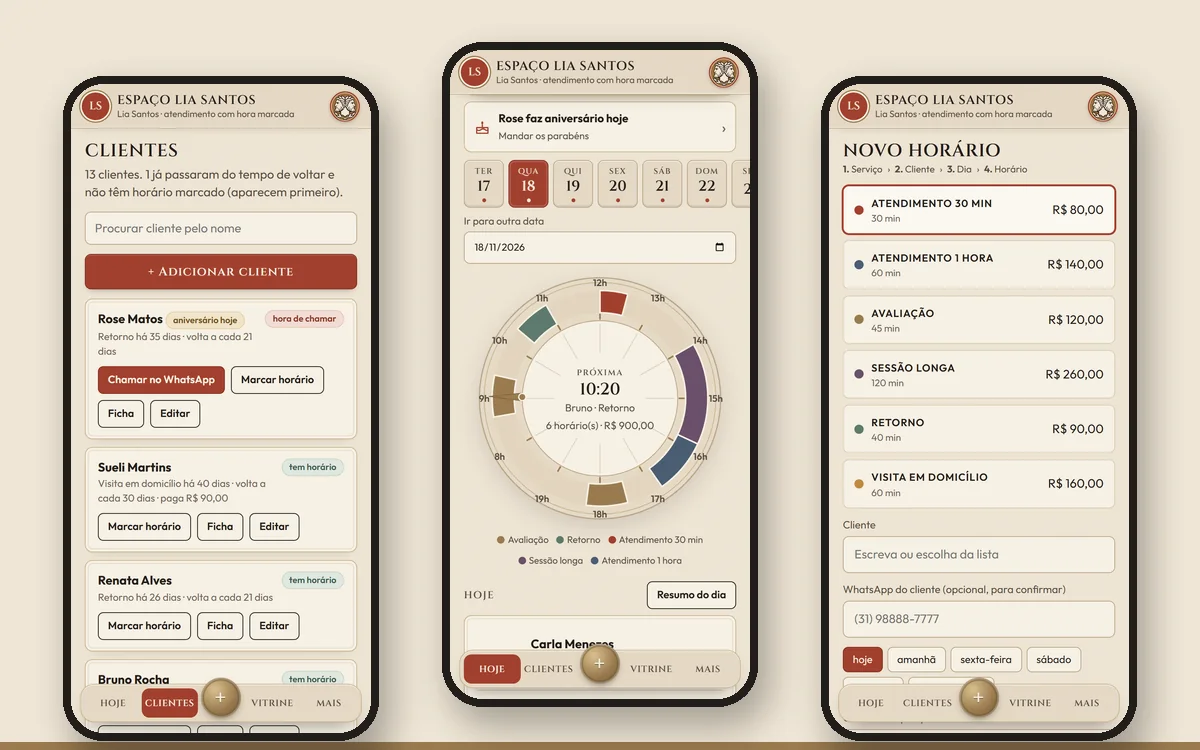 LS
ESPAÇO LIA SANTOS
Lia Santos · atendimento com hora marcada
CLIENTES
13 clientes. 1 já passaram do tempo de voltar e
não têm horário marcado (aparecem primeiro).
Procurar cliente pelo nome
+ ADICIONAR CLIENTE
Rose Matos aniversário hoje hora de chamar
Retorno há 35 dias · volta a cada 21
dias
Chamar no WhatsApp Marcar horário
Ficha Editar
Sueli Martins tem horário
Visita em domicílio há 40 dias · volta a
cada 30 dias · paga R$ 90,00
Marcar horário Ficha Editar
Renata Alves tem horário
Retorno há 26 dias · volta a cada 21 dias
Marcar horário Ficha Editar
Bruno Rocha tem horário
HOJE CLIENTES + VITRINE MAIS
LS
ESPAÇO LIA SANTOS
Lia Santos · atendimento com hora marcada
Rose faz aniversário hoje
Mandar os parabéns ›
TER QUA QUI SEX SÁB DOM
17 18 19 20 21 22
Ir para outra data
18/11/2026
12h
11h 13h
10h 14h
9h 15h
8h 16h
19h 17h
18h
PRÓXIMA
10:20
Bruno · Retorno
6 horário(s) · R$ 900,00
Avaliação Retorno Atendimento 30 min
Sessão longa Atendimento 1 hora
HOJE Resumo do dia
Carla Menezes
HOJE CLIENTES + VITRINE MAIS
LS
ESPAÇO LIA SANTOS
Lia Santos · atendimento com hora marcada
NOVO HORÁRIO
1. Serviço › 2. Cliente › 3. Dia › 4. Horário
ATENDIMENTO 30 MIN R$ 80,00
30 min
ATENDIMENTO 1 HORA R$ 140,00
60 min
AVALIAÇÃO R$ 120,00
45 min
SESSÃO LONGA R$ 260,00
120 min
RETORNO R$ 90,00
40 min
VISITA EM DOMICÍLIO R$ 160,00
60 min
Cliente
Escreva ou escolha da lista
WhatsApp do cliente (opcional, para confirmar)
(31) 98888-7777
hoje amanhã sexta-feira sábado
HOJE CLIENTES + VITRINE MAIS